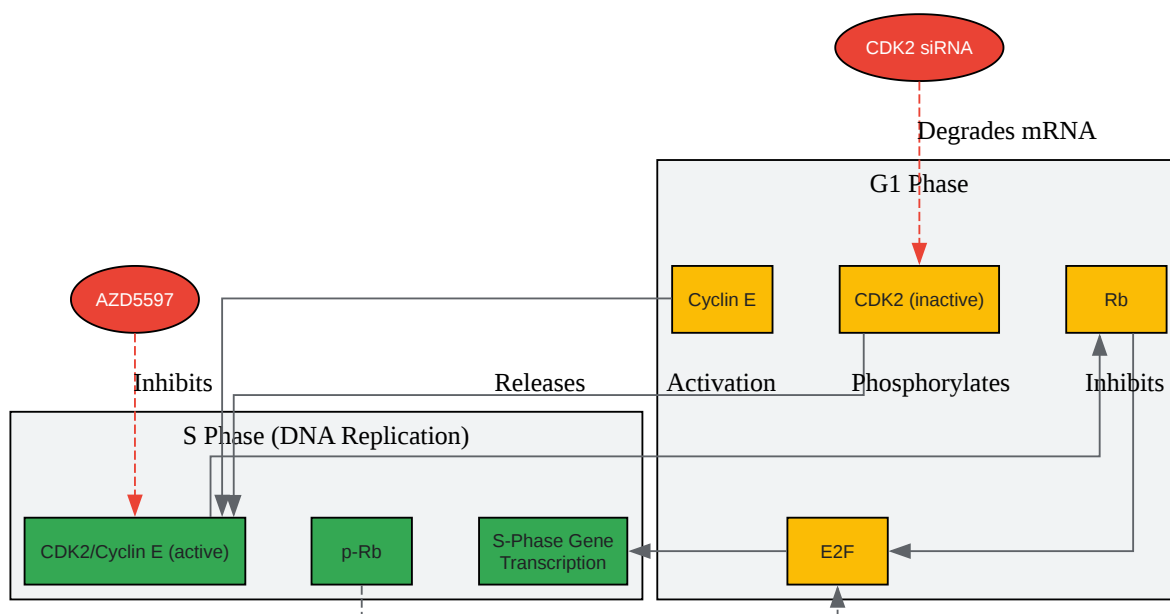 CDK2 siRNA
Degrades mRNA
G1 Phase
AZD5597
Cyclin E
CDK2 (inactive)
Rb
Inhibits
Releases
Activation
Phosphorylates
Inhibits
S Phase (DNA Replication)
CDK2/Cyclin E (active)
p-Rb
S-Phase Gene
Transcription
E2F